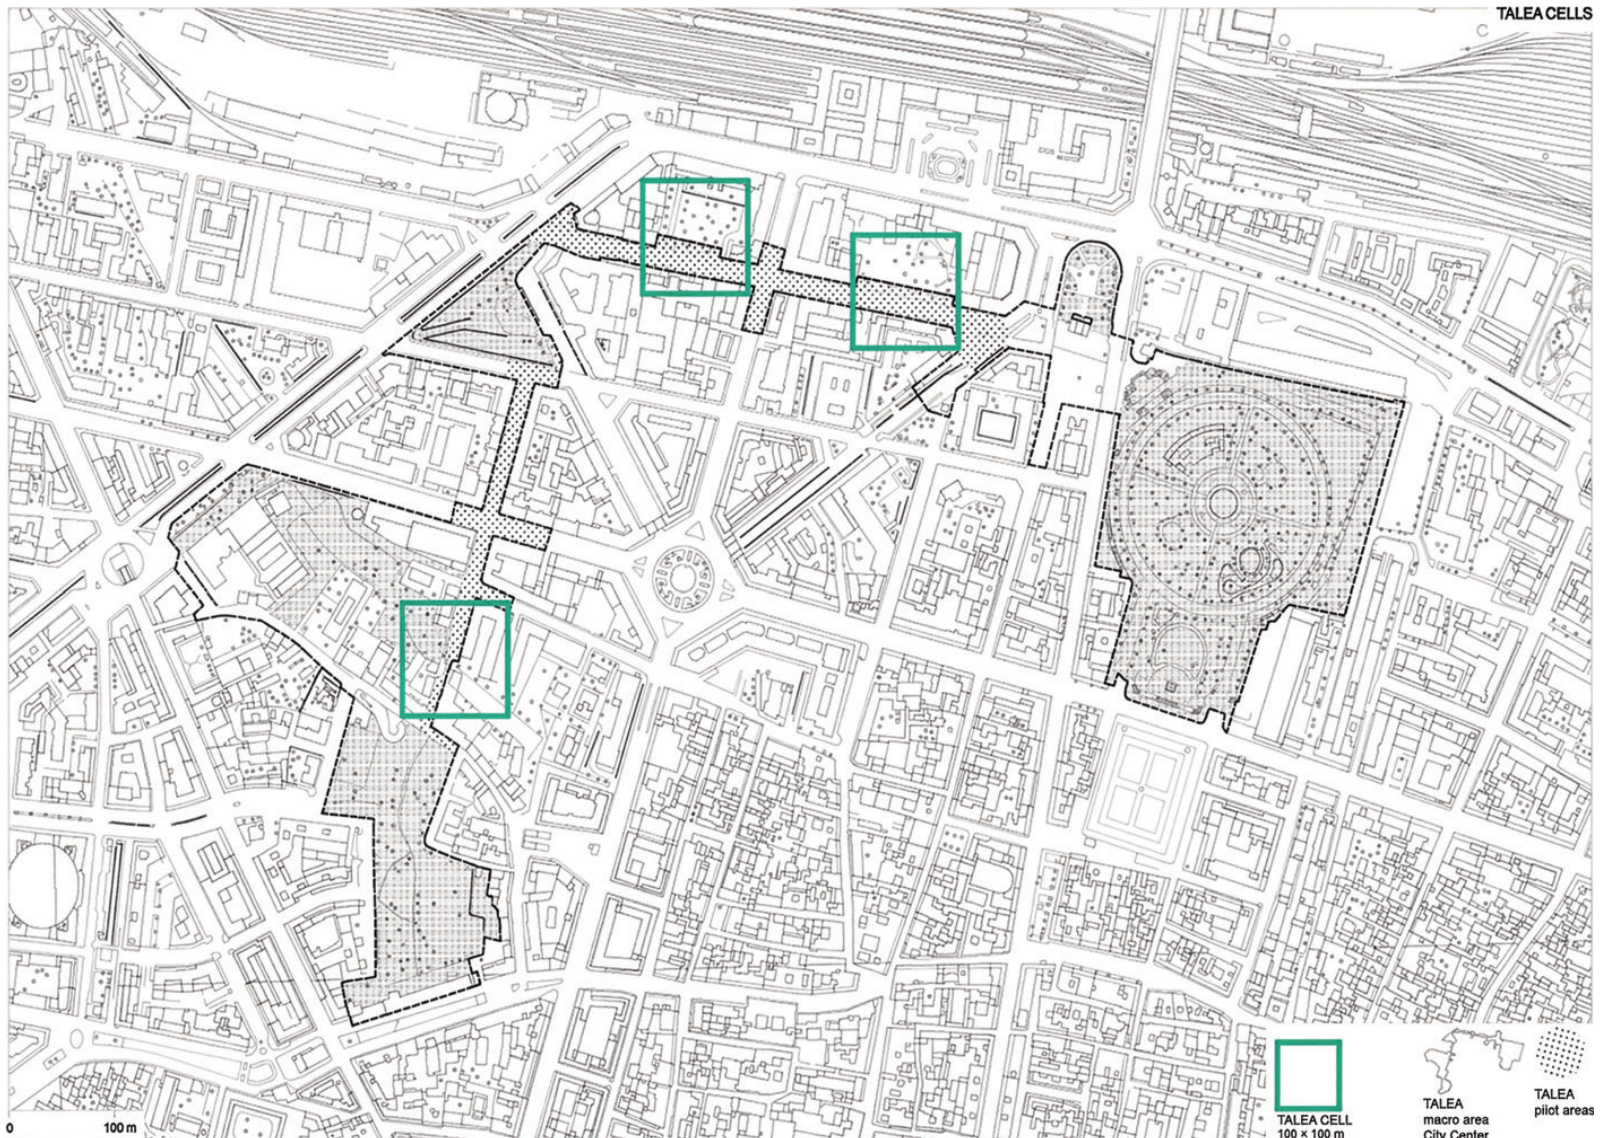 TALEA CELLS
0
100 m
TALEA CELL
100 × 100 m
TALEA
macro area
City Center
TALEA
pilot areas